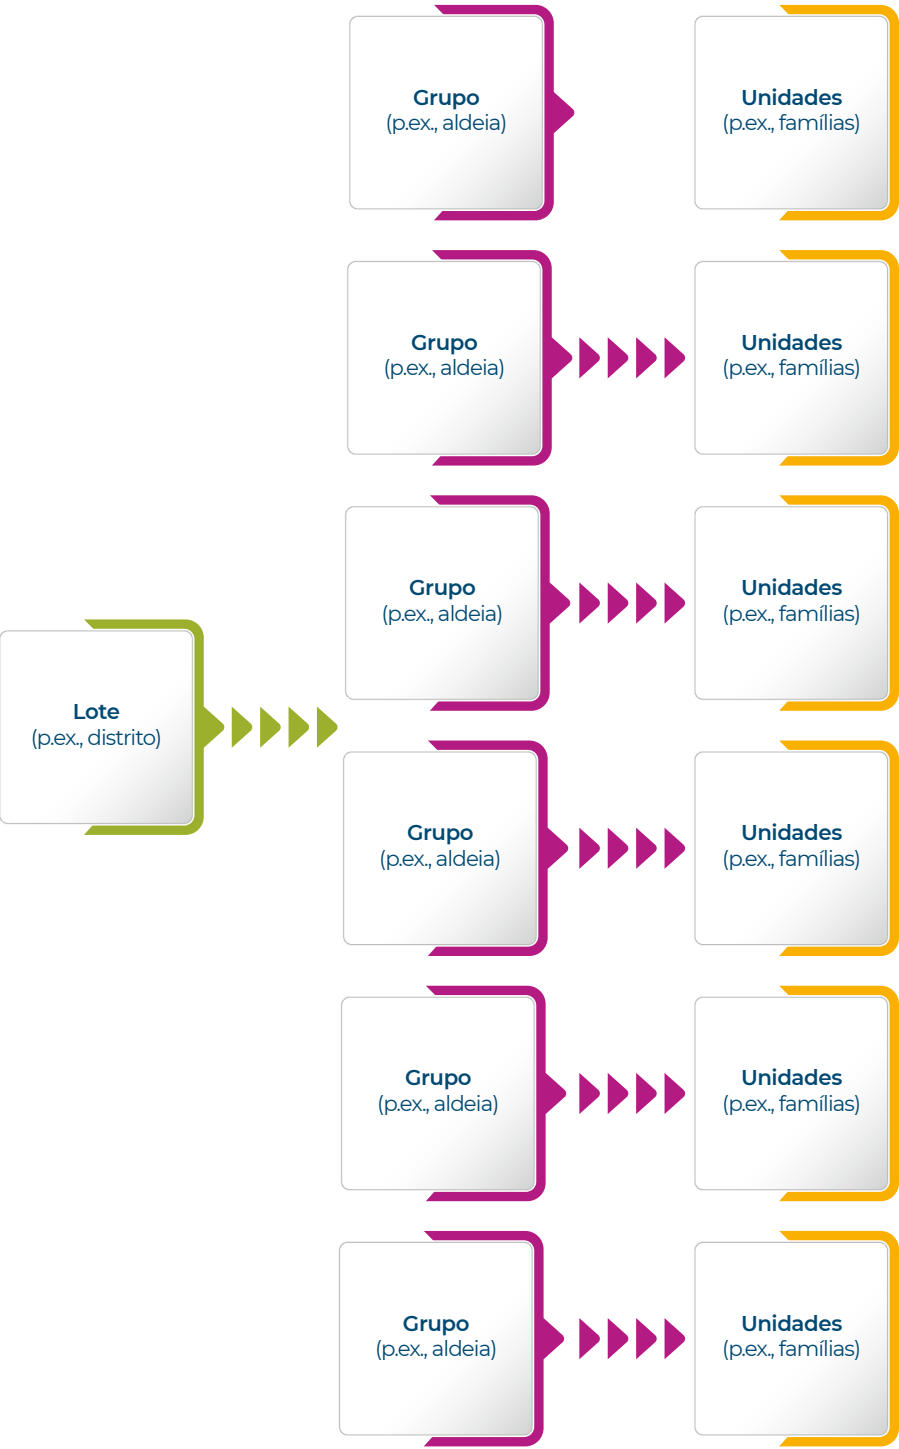 Grupo
(p.ex., aldeia)
Unidades
(p.ex., famílias)
Grupo
(p.ex., aldeia)
Unidades
(p.ex., famílias)
Grupo
(p.ex., aldeia)
Unidades
(p.ex., famílias)
Lote
(p.ex., distrito)
Grupo
(p.ex., aldeia)
Unidades
(p.ex., famílias)
Grupo
(p.ex., aldeia)
Unidades
(p.ex., famílias)
Grupo
(p.ex., aldeia)
Unidades
(p.ex., famílias)